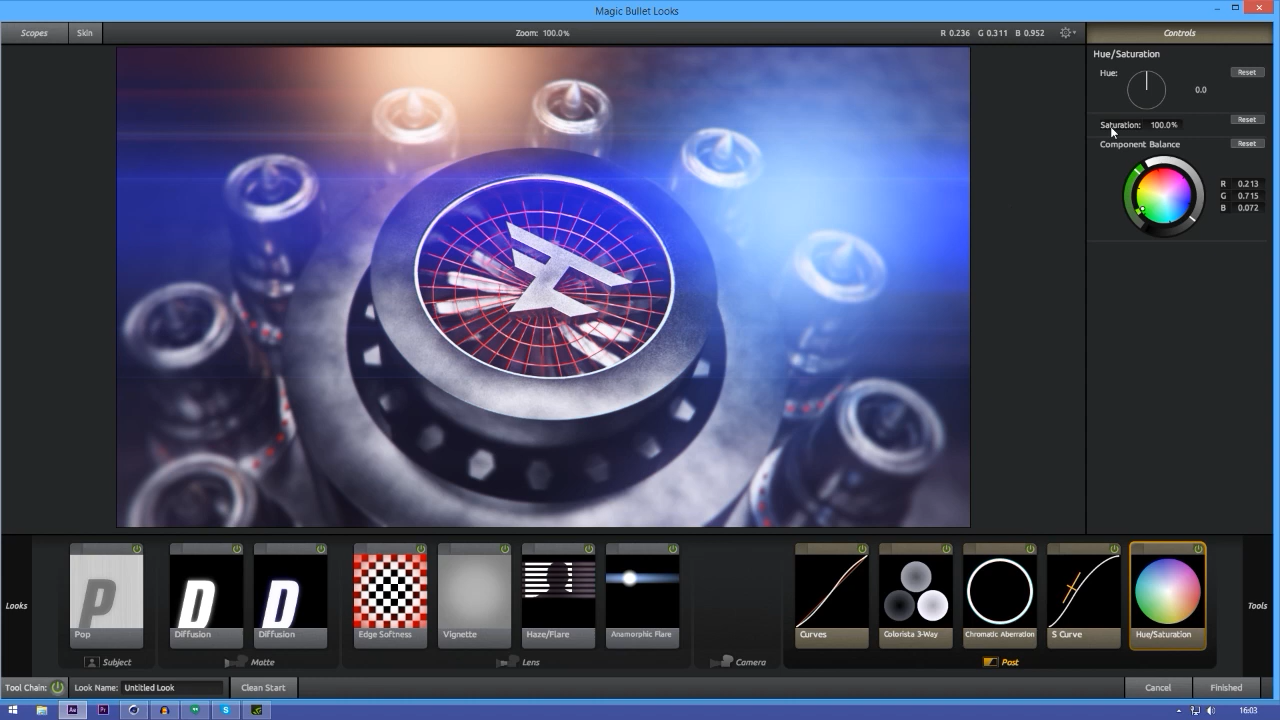 Magic Bullet Looks
Scopes
Skin
Zoom: 100.0%
R 0.236 G 0.311 B 0.952
Controls
Hue/Saturation
Hue:
Reset
0.0
Reset
Saturation: 100.0%
Component Balance
Reset
R 0.213
G 0.715
B 0.072
P
D
D
Pop
Diffusion
Diffusion
Edge Softness
Vignette
Haze/Flare
Anamorphic Flare
Curves
Colorista 3-Way
Chromatic Aberration
S Curve
Hue/Saturation
Looks
Tools
Subject
Matte
Lens
Camera
Post
Tool Chain:
Look Name: Untitled Look
Clean Start
Cancel
Finished
Ae
Pr
16:03